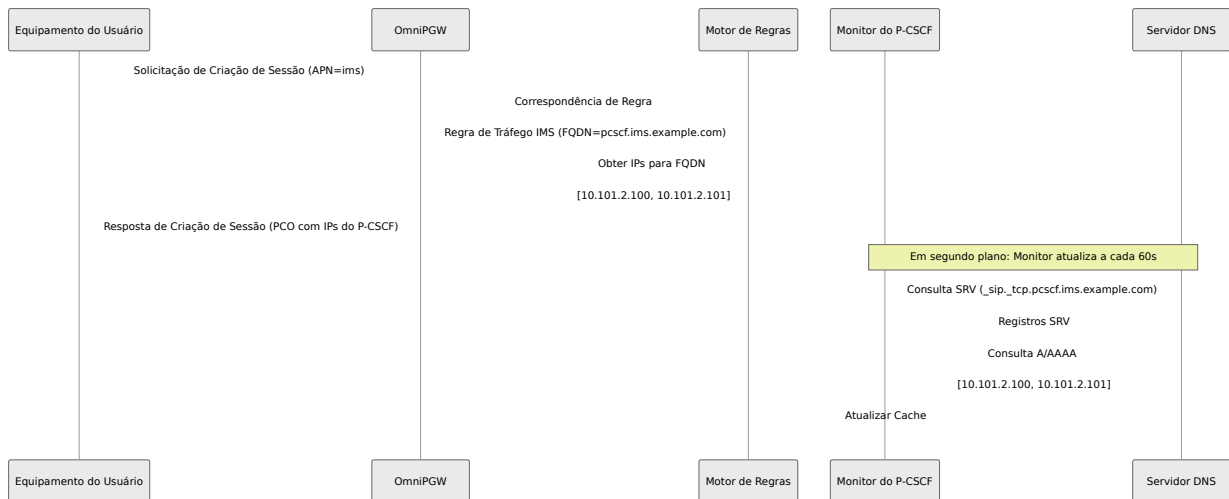 Equipamento do Usuário
OmniPGW
Motor de Regras
Monitor do P-CSCF
Servidor DNS
Solicitação de Criação de Sessão (APN=ims)
Correspondência de Regra
Regra de Tráfego IMS (FQDN=pcscf.ims.example.com)
Obter IPs para FQDN
[10.101.2.100, 10.101.2.101]
Resposta de Criação de Sessão (PCO com IPs do P-CSCF)
Em segundo plano: Monitor atualiza a cada 60s
Consulta SRV (_sip._tcp.pcscf.ims.example.com)
Registros SRV
Consulta A/AAAA
[10.101.2.100, 10.101.2.101]
Atualizar Cache
Equipamento do Usuário
OmniPGW
Motor de Regras
Monitor do P-CSCF
Servidor DNS